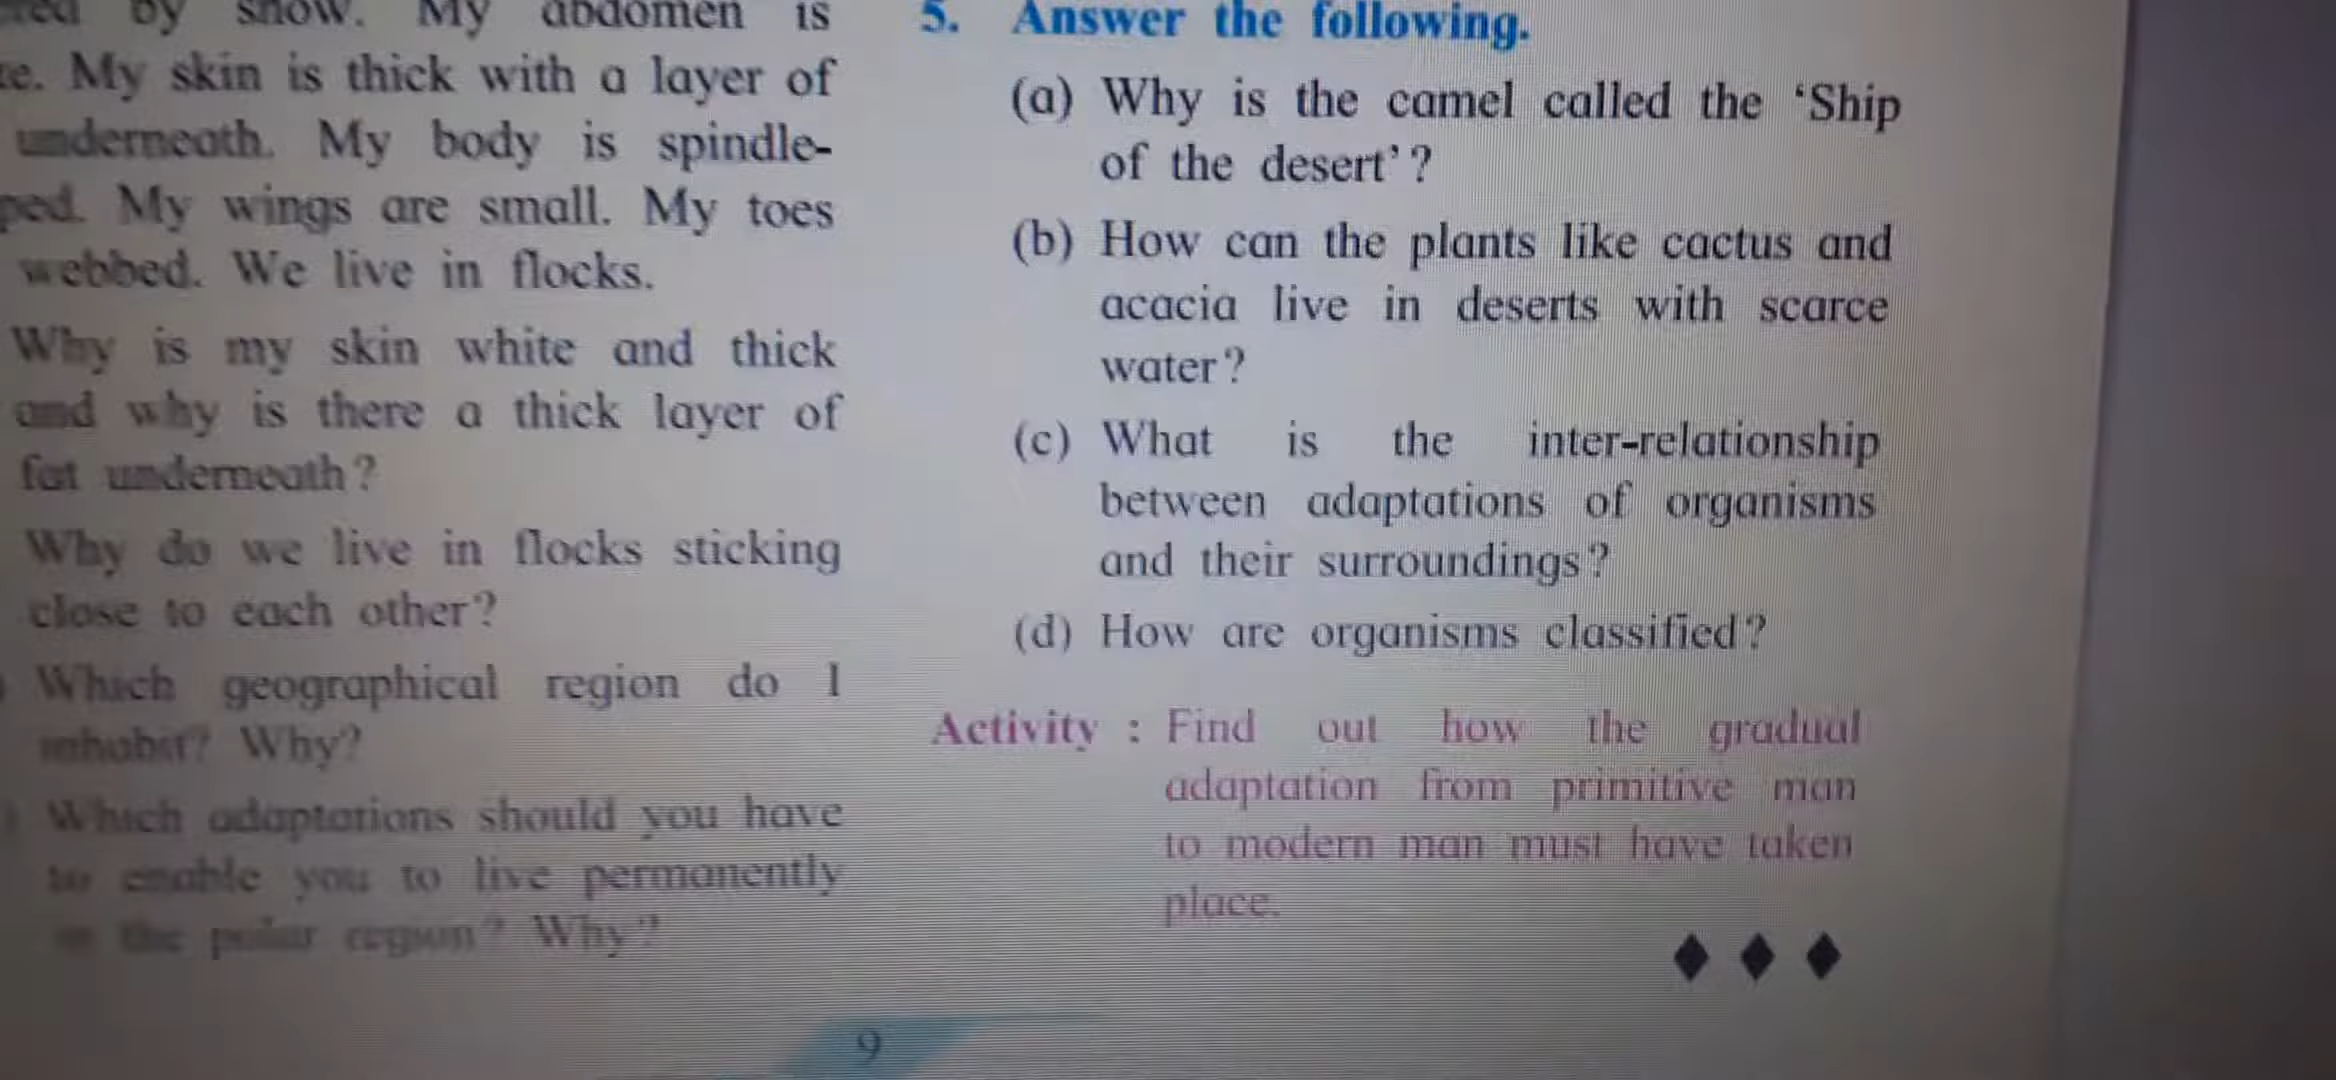 by snow. My abdomen is
My skin is thick with a layer of
underneath. My body is spindle-
My wings are small. My toes
webbed. We live in flocks.
Why is my skin white and thick
and why is there a thick layer of
fat underneath?
Why do we live in flocks sticking
close to each other?
Which geographical region do I
inhabit? Why?
Which adaptations should you have
to enable you to live permanently
in the polar region? Why?
5. Answer the following.
(a) Why is the camel called the ‘Ship
of the desert’?
(b) How can the plants like cactus and
acacia live in deserts with scarce
water?
(c) What is the inter-relationship
between adaptations of organisms
and their surroundings?
(d) How are organisms classified?
Activity : Find out how the gradual
adaptation from primitive man
to modern man must have taken
place.
9